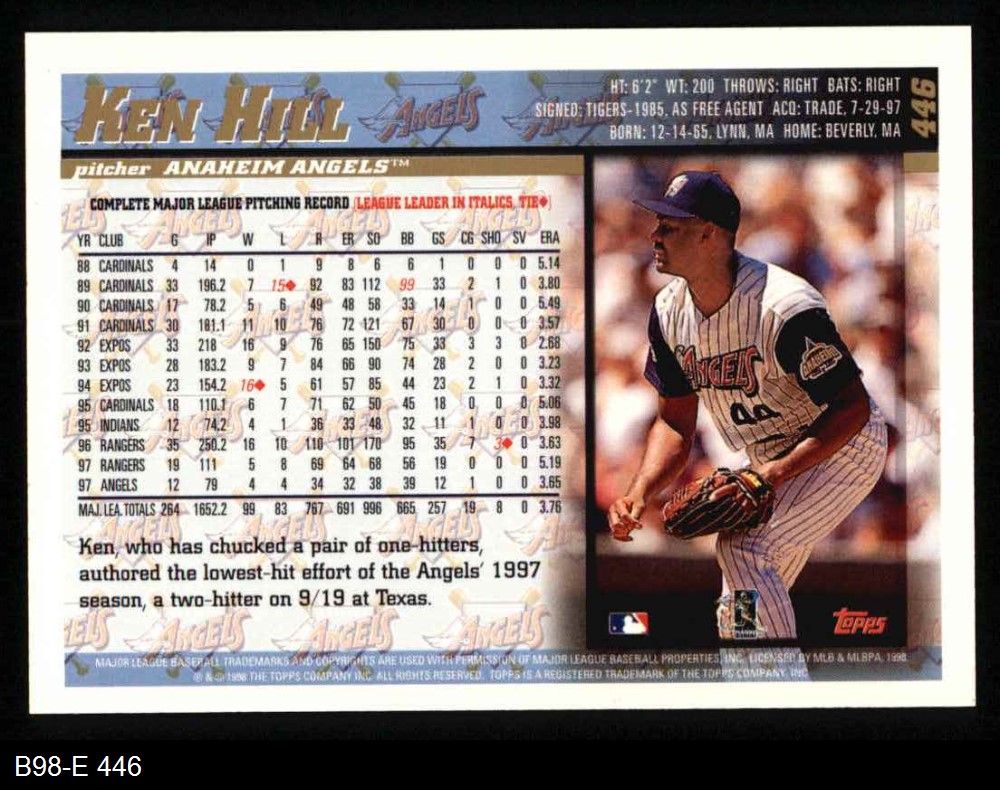 KEN HILL
ANGELS
HT: 6'2" WT: 200 THROWS: RIGHT BATS: RIGHT
SIGNED: TIGERS-1985, AS FREE AGENT ACQ: TRADE, 7-29-97
BORN: 12-14-65, LYNN, MA HOME: BEVERLY, MA
446
pitcher ANAHEIM ANGELS™
COMPLETE MAJOR LEAGUE PITCHING RECORD (LEAGUE LEADER IN ITALICS, TIE♦)
YR CLUB G IP W L R ER SO BB GS CG SHO SV ERA
88 CARDINALS 4 14 0 1 9 8 6 6 1 0 0 0 5.14
89 CARDINALS 33 196.2 7 15♦ 92 83 112 99 33 2 1 0 3.80
90 CARDINALS 17 78.2 5 6 49 48 58 33 14 1 0 0 5.49
91 CARDINALS 30 181.1 11 10 76 72 121 67 30 0 0 0 3.57
92 EXPOS 33 218 16 9 76 65 150 75 33 3 3 0 2.68
93 EXPOS 28 183.2 9 7 84 66 90 74 28 2 0 0 3.23
94 EXPOS 23 154.2 16♦ 5 61 57 85 44 23 2 1 0 3.32
95 CARDINALS 18 110.1 6 7 71 62 50 45 18 0 0 0 5.06
95 INDIANS 12 74.2 4 1 36 33 48 32 11 1 0 0 3.98
96 RANGERS 35 250.2 16 10 110 101 170 95 35 7 3♦ 0 3.63
97 RANGERS 19 111 5 8 69 64 68 56 19 0 0 0 5.19
97 ANGELS 12 79 4 4 34 32 38 39 12 1 0 0 3.65
MAJ. LEA. TOTALS 264 1652.2 99 83 767 691 996 665 257 19 8 0 3.76
Ken, who has chucked a pair of one-hitters,
authored the lowest-hit effort of the Angels' 1997
season, a two-hitter on 9/19 at Texas.
ANGELS
44
ANAHEIM
TOPPS
ANGELS ANGELS ANGELS ANGELS
MAJOR LEAGUE BASEBALL TRADEMARKS AND COPYRIGHTS ARE USED WITH PERMISSION OF MAJOR LEAGUE BASEBALL PROPERTIES, INC. LICENSED BY MLB & MLBPA, 1998
® & © 1998 THE TOPPS COMPANY, INC. ALL RIGHTS RESERVED. TOPPS IS A REGISTERED TRADEMARK OF THE TOPPS COMPANY, INC.
B98-E 446